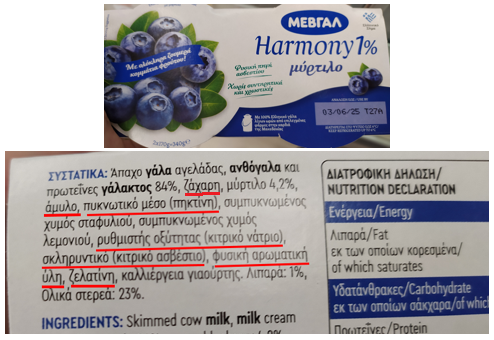 ΜΕΒΓΑΛ
Harmony 1%
μύρτιλο
Με ολόκληρα ζουμερά
κομμάτια φρούτου!
Φυσική πηγή
ασβεστίου
Χωρίς συντηρητικά
και χρωστικές
Με 100% Ελληνικό γάλα
03/06/25 T27A
ΣΥΣΤΑΤΙΚΑ: Άπαχο γάλα αγελάδας, ανθόγαλα και
πρωτεΐνες γάλακτος 84%, ζάχαρη, μύρτιλο 4,2%,
άμυλο, πυκνωτικό μέσο (πηκτίνη), συμπυκνωμένος
χυμός σταφυλιού, συμπυκνωμένος χυμός
λεμονιού, ρυθμιστής οξύτητας (κιτρικό νάτριο),
σκληρυντικό (κιτρικό ασβέστιο), φυσική αρωματική
ύλη, ζελατίνη, καλλιέργεια γιαούρτης. Λιπαρά: 1%,
Ολικά στερεά: 23%.
INGREDIENTS: Skimmed cow milk, milk cream
ΔΙΑΤΡΟΦΙΚΗ ΔΗΛΩΣΗ/
NUTRITION DECLARATION
Ενέργεια/Energy
Λιπαρά/Fat
εκ των οποίων κορεσμένα/
of which saturates
Υδατάνθρακες/Carbohydrate
εκ των οποίων σάκχαρα/of which
Πρωτεΐνες/Protein